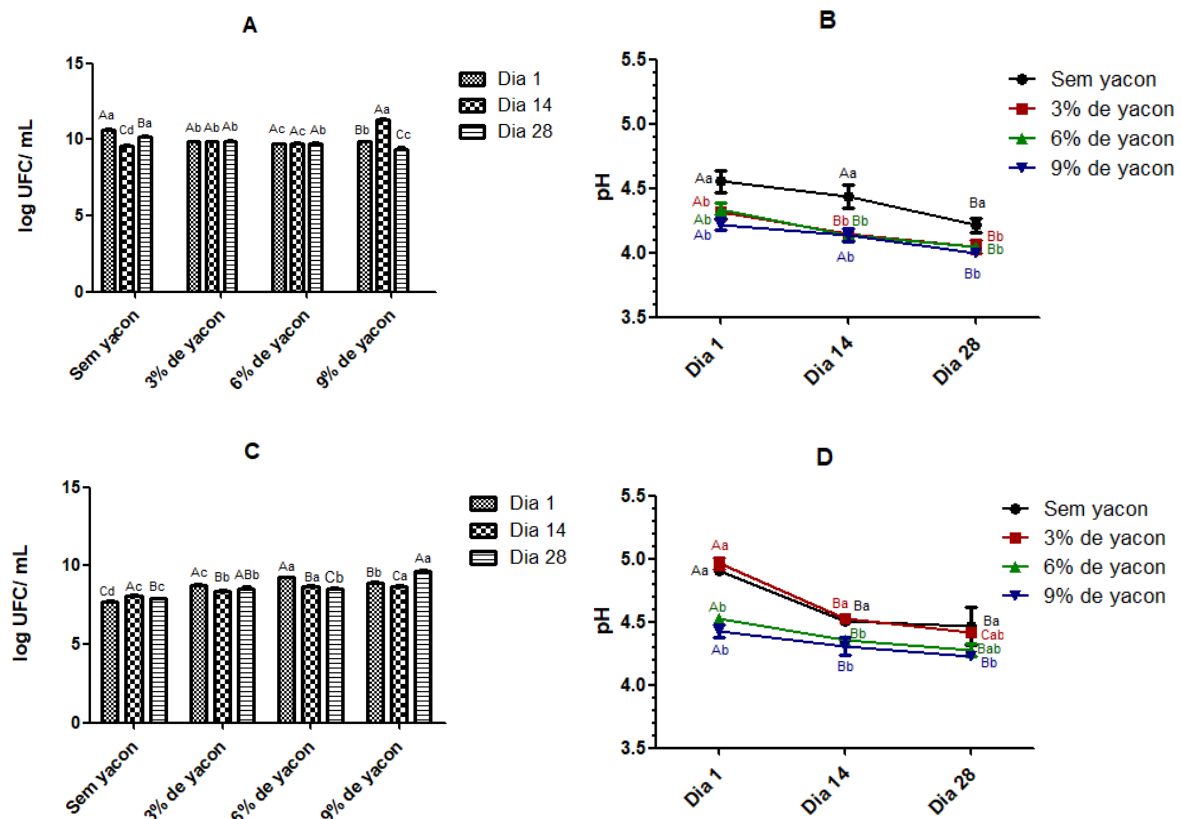 A
log UFC/ mL
15
10
5
0
Aa Cd Ba
Ab Ab Ab
Ac Ac Ab
Bb Aa Cc
Sem yacon
3% de yacon
6% de yacon
9% de yacon
Dia 1
Dia 14
Dia 28
B
pH
5.5
5.0
4.5
4.0
3.5
Aa
Ab
Ab
Ab
Aa
Bb Bb
Ab
Ba
Bb
Bb
Bb
Dia 1
Dia 14
Dia 28
Sem yacon
3% de yacon
6% de yacon
9% de yacon
C
log UFC/ mL
15
10
5
0
Cd Ac Bc
Ac Bb ABb
Aa Ba Cb
Bb Ca Aa
Sem yacon
3% de yacon
6% de yacon
9% de yacon
Dia 1
Dia 14
Dia 28
D
pH
5.5
5.0
4.5
4.0
3.5
Aa
Aa
Ab
Ab
Ba Ba
Bb
Bb
Ba
Cab
Bab
Bb
Dia 1
Dia 14
Dia 28
Sem yacon
3% de yacon
6% de yacon
9% de yacon